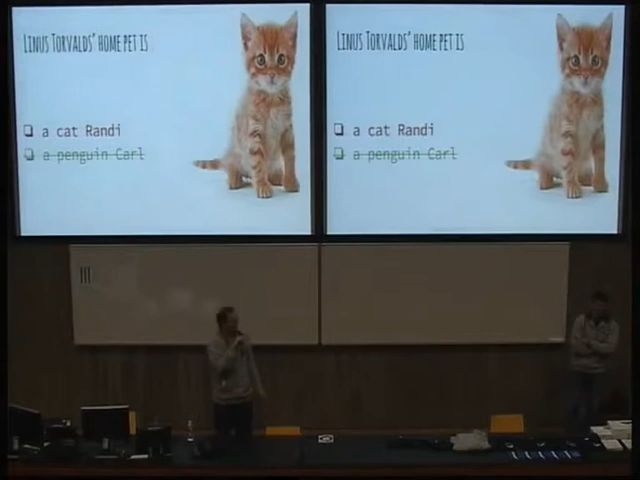 Linus Torvalds' home pet is
a cat Randi
a penguin Carl
Linus Torvalds' home pet is
a cat Randi
a penguin Carl